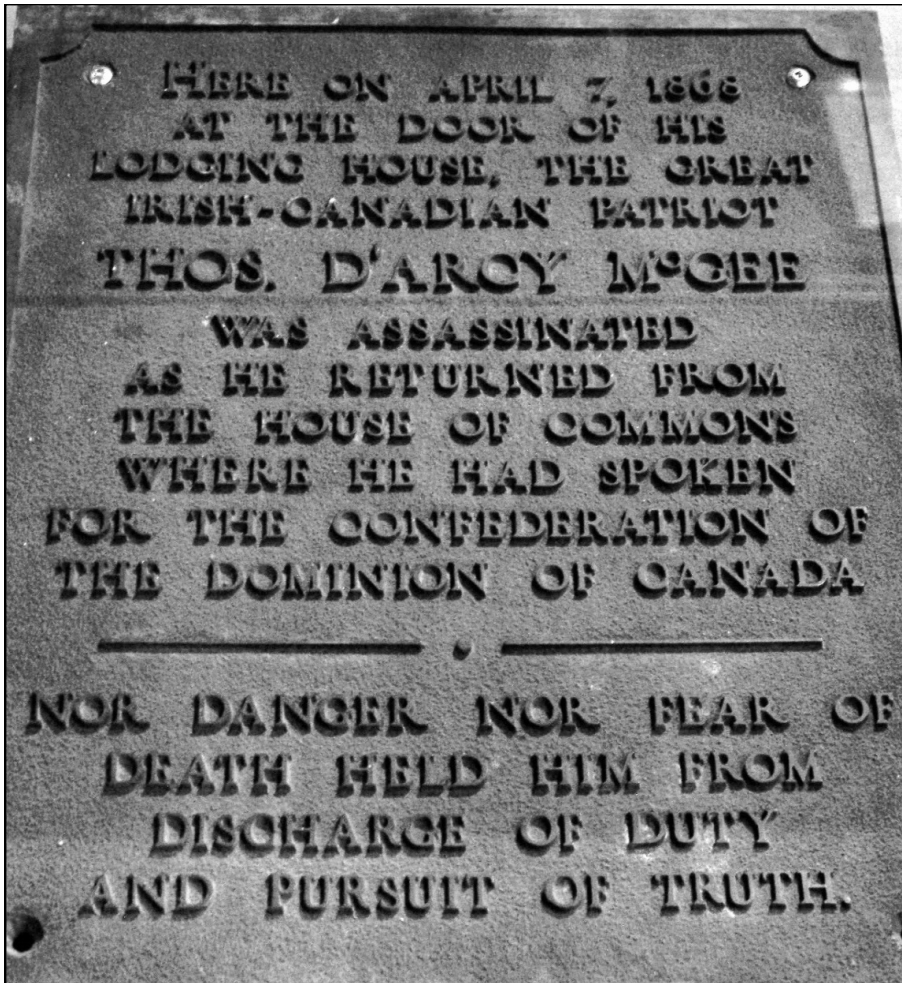 HERE ON APRIL 7, 1868
AT THE DOOR OF HIS
LODGING HOUSE, THE GREAT
IRISH-CANADIAN PATRIOT
THOS. D'ARCY McGEE
WAS ASSASSINATED
AS HE RETURNED FROM
THE HOUSE OF COMMONS
WHERE HE HAD SPOKEN
FOR THE CONFEDERATION OF
THE DOMINION OF CANADA
NOR DANGER NOR FEAR OF
DEATH HELD HIM FROM
DISCHARGE OF DUTY
AND PURSUIT OF TRUTH.